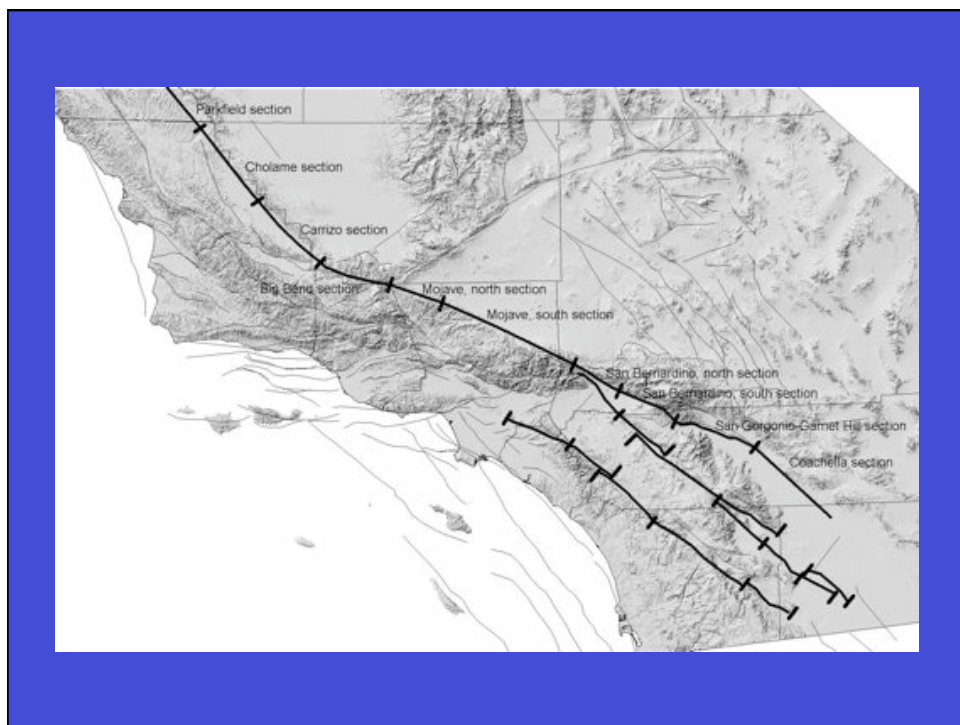 Parkfield section
Cholame section
Carrizo section
Big Bend section
Mojave, north section
Mojave, south section
San Bernardino, north section
San Bernardino, south section
San Gorgonio-Garnet Hill section
Coachella section